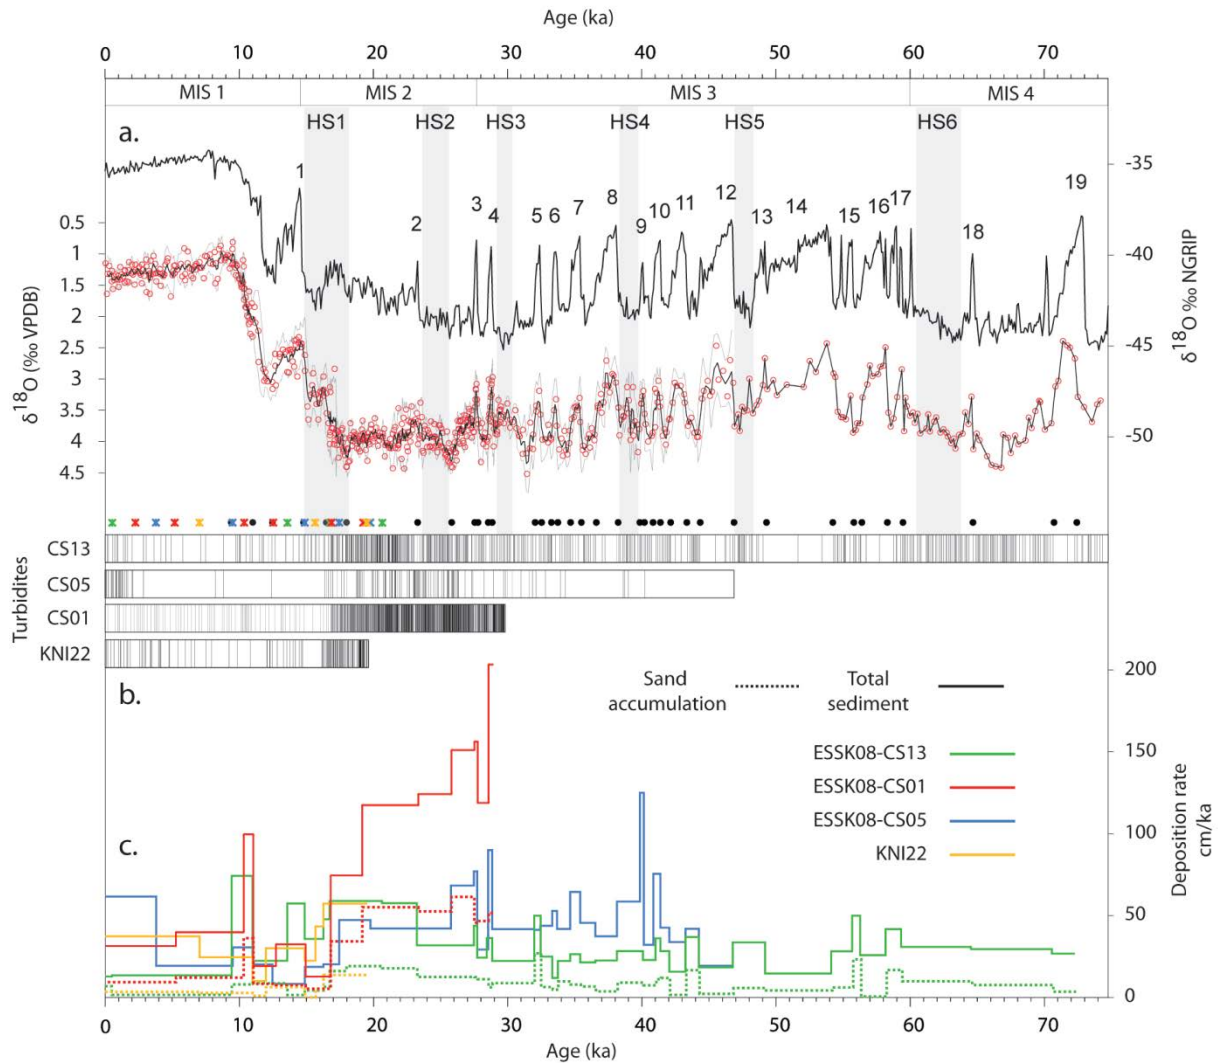 Age (ka)
0 10 20 30 40 50 60 70
MIS 1 MIS 2 MIS 3 MIS 4
a. HS1 HS2 HS3 HS4 HS5 HS6
1 2 3 4 5 6 7 8 9 10 11 12 13 14 15 16 17 18 19
0.5
1
1.5
2
2.5
3
3.5
4
4.5
δ18O (‰ VPDB)
-35
-40
-45
-50
δ18O ‰ NGRIP
Turbidites
CS13
CS05
CS01
KNI22
b.
Sand accumulation
Total sediment
ESSK08-CS13
ESSK08-CS01
ESSK08-CS05
KNI22
c.
200
150
100
50
0
Deposition rate
cm/ka
0 10 20 30 40 50 60 70
Age (ka)